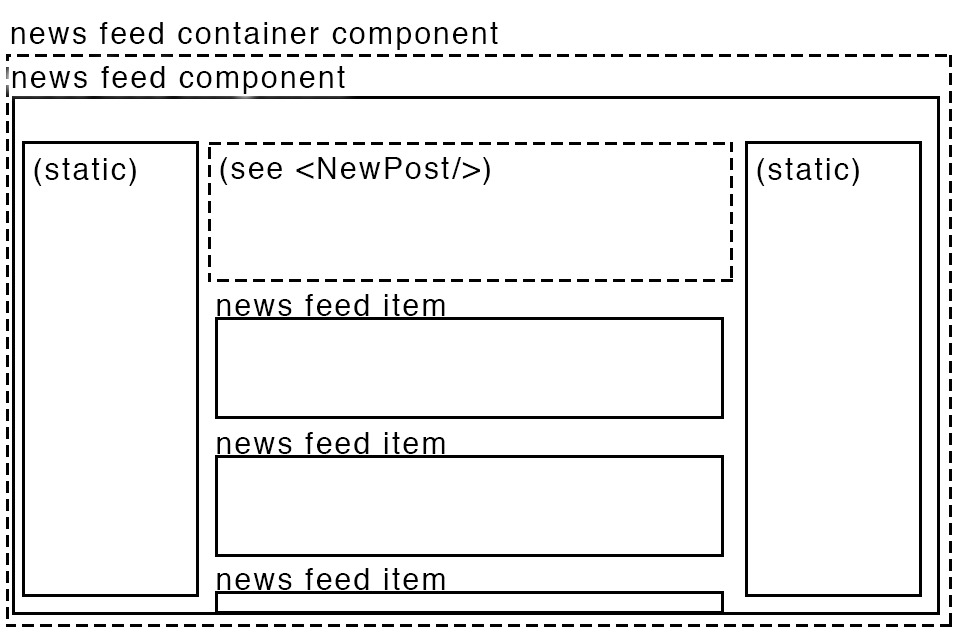 news feed container component
news feed component
(static)
(see <NewPost/>)
(static)
news feed item
news feed item
news feed item